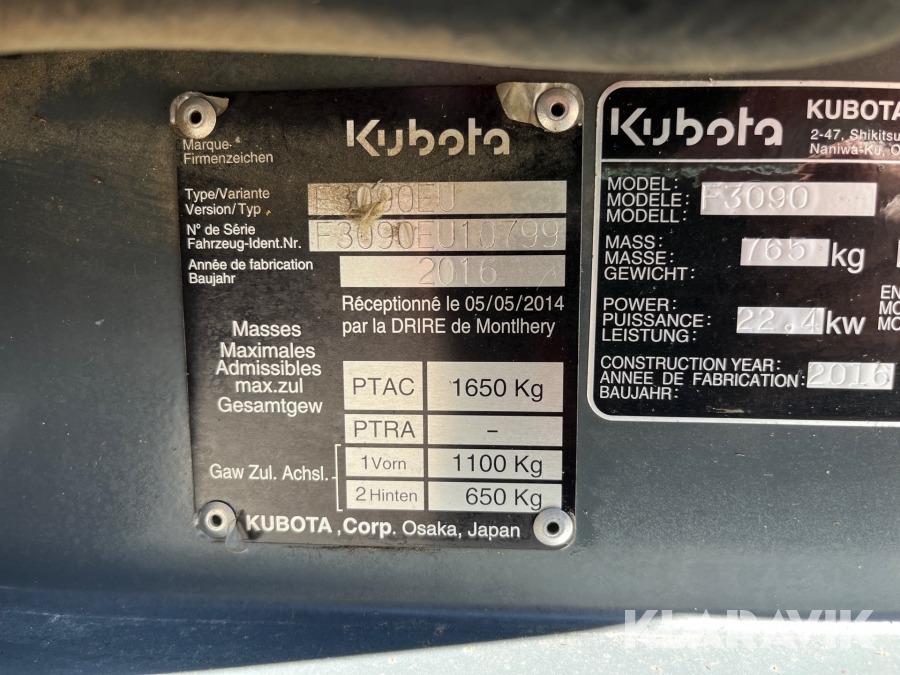 Kubota
Marque-
Firmenzeichen
Type/Variante
Version/Typ
F3090EU
N° de Série
Fahrzeug-Ident.Nr.
F3090EU10799
Année de fabrication
Baujahr
2016
Réceptionné le 05/05/2014
par la DRIRE de Montlhery
Masses
Maximales
Admissibles
max.zul
Gesamtgew
PTAC 1650 Kg
PTRA -
Gaw Zul. Achsl.
1 Vorn 1100 Kg
2 Hinten 650 Kg
KUBOTA ,Corp. Osaka, Japan
Kubota
KUBOTA
2-47, Shikitsu
Naniwa-Ku, O
MODEL:
MODELE:
MODELL:
F3090
MASS:
MASSE:
GEWICHT:
765 kg
POWER:
PUISSANCE:
LEISTUNG:
22.4 kw
EN
MO
MO
CONSTRUCTION YEAR:
ANNEE DE FABRICATION:
BAUJAHR:
2016
KLARAVIK